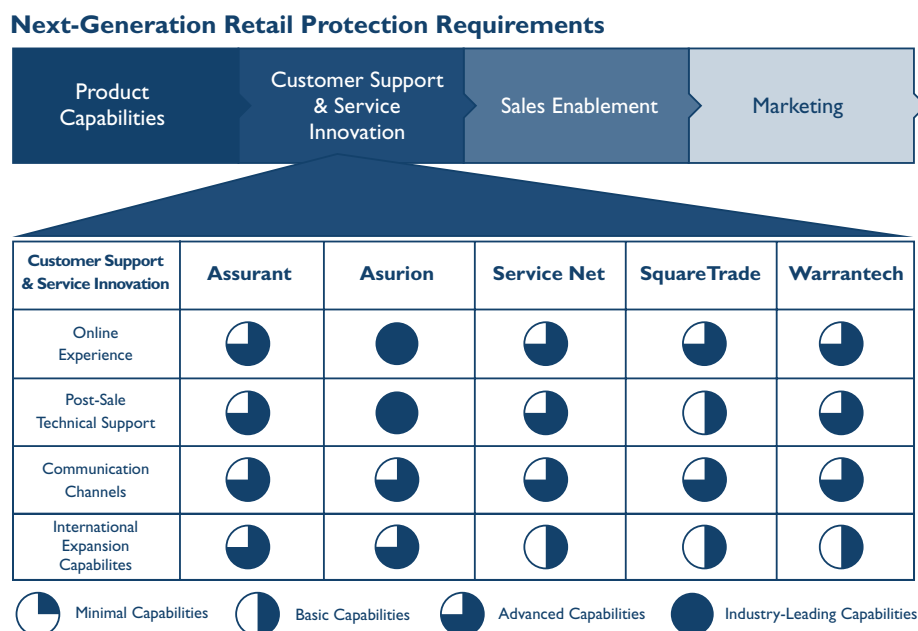 Next-Generation Retail Protection Requirements
Product
Capabilities
Customer Support
& Service
Innovation
Sales Enablement
Marketing
Customer Support
& Service Innovation
Assurant
Asurion
Service Net
SquareTrade
Warrantech
Online
Experience
Post-Sale
Technical Support
Communication
Channels
International
Expansion
Capabilites
Minimal Capabilities
Basic Capabilities
Advanced Capabilities
Industry-Leading Capabilities